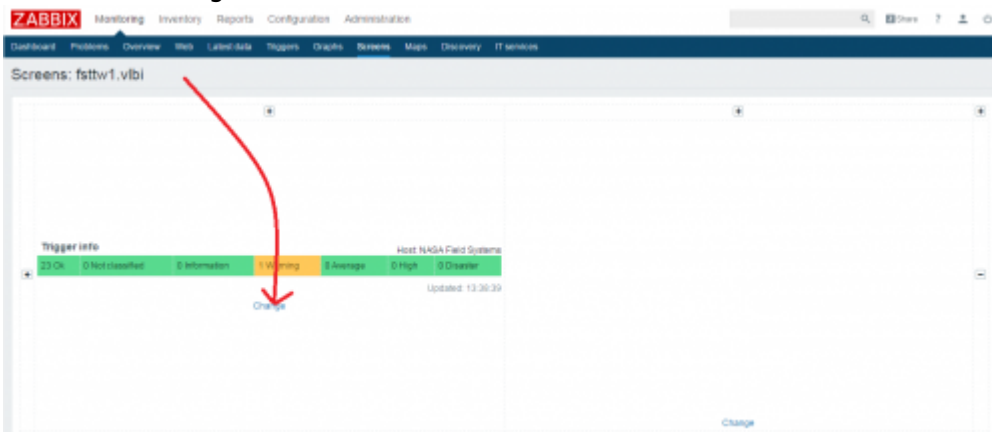 ZABBIX Monitoring Inventory Reports Configuration Administration Share ?
Dashboard Problems Overview Web Latest data Triggers Graphs Screens Maps Discovery IT services
Screens: fsttw1.vlbi
Trigger info Host: NASA Field Systems
23 Ok 0 Not classified 0 Information 1 Warning 0 Average 0 High 0 Disaster
Updated: 13:38:39
Change
Change